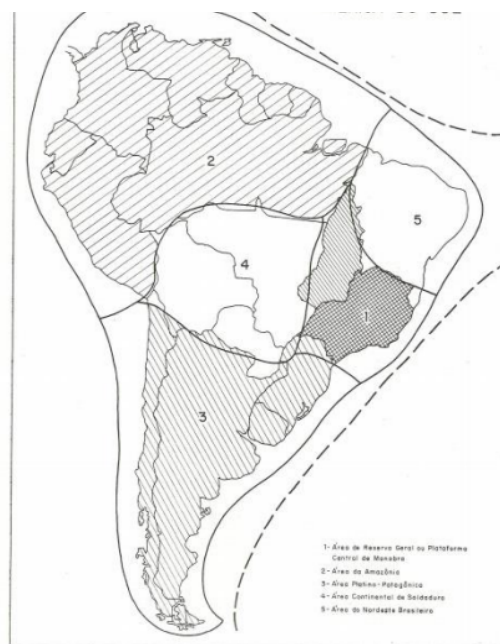 2
5
4
1
3
1-Área de Reserva Geral ou Plataforma
Central de Manobra
2-Área da Amazônia
3-Área Platino-Patagônica
4-Área Continental de Soldadura
5-Área do Nordeste Brasileiro